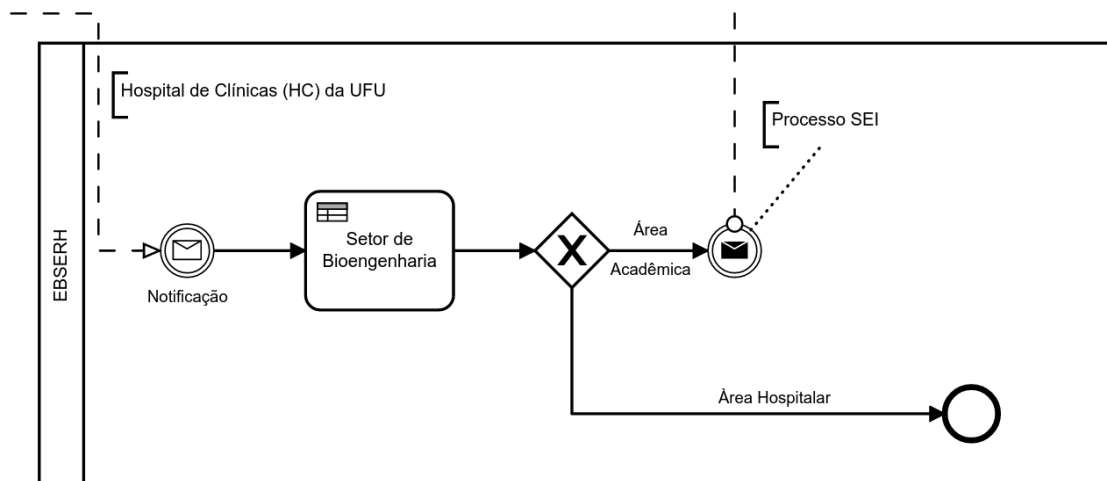 Hospital de Clínicas (HC) da UFU
Processo SEI
EBSERH
Setor de
Bioengenharia
Notificação
Área
Acadêmica
Àrea Hospitalar